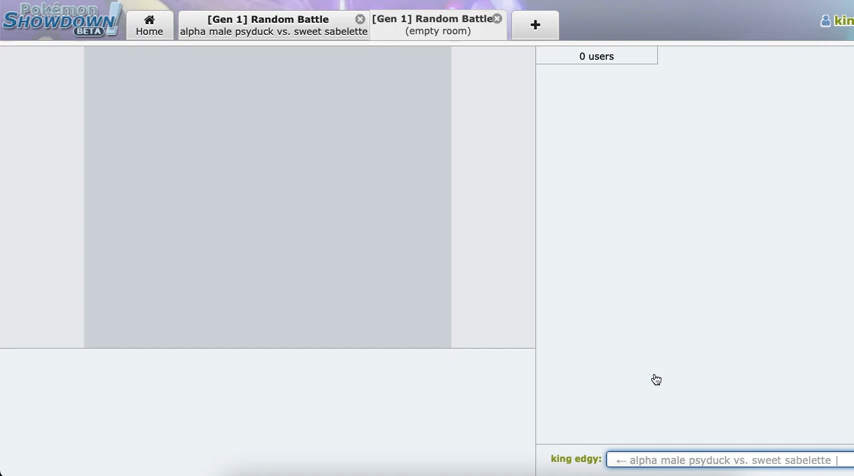 Pokémon
SHOWDOWN!
BETA
Home
[Gen 1] Random Battle
alpha male psyduck vs. sweet sabelette
[Gen 1] Random Battle
(empty room)
+
kin
0 users
king edgy:
← alpha male psyduck vs. sweet sabelette |